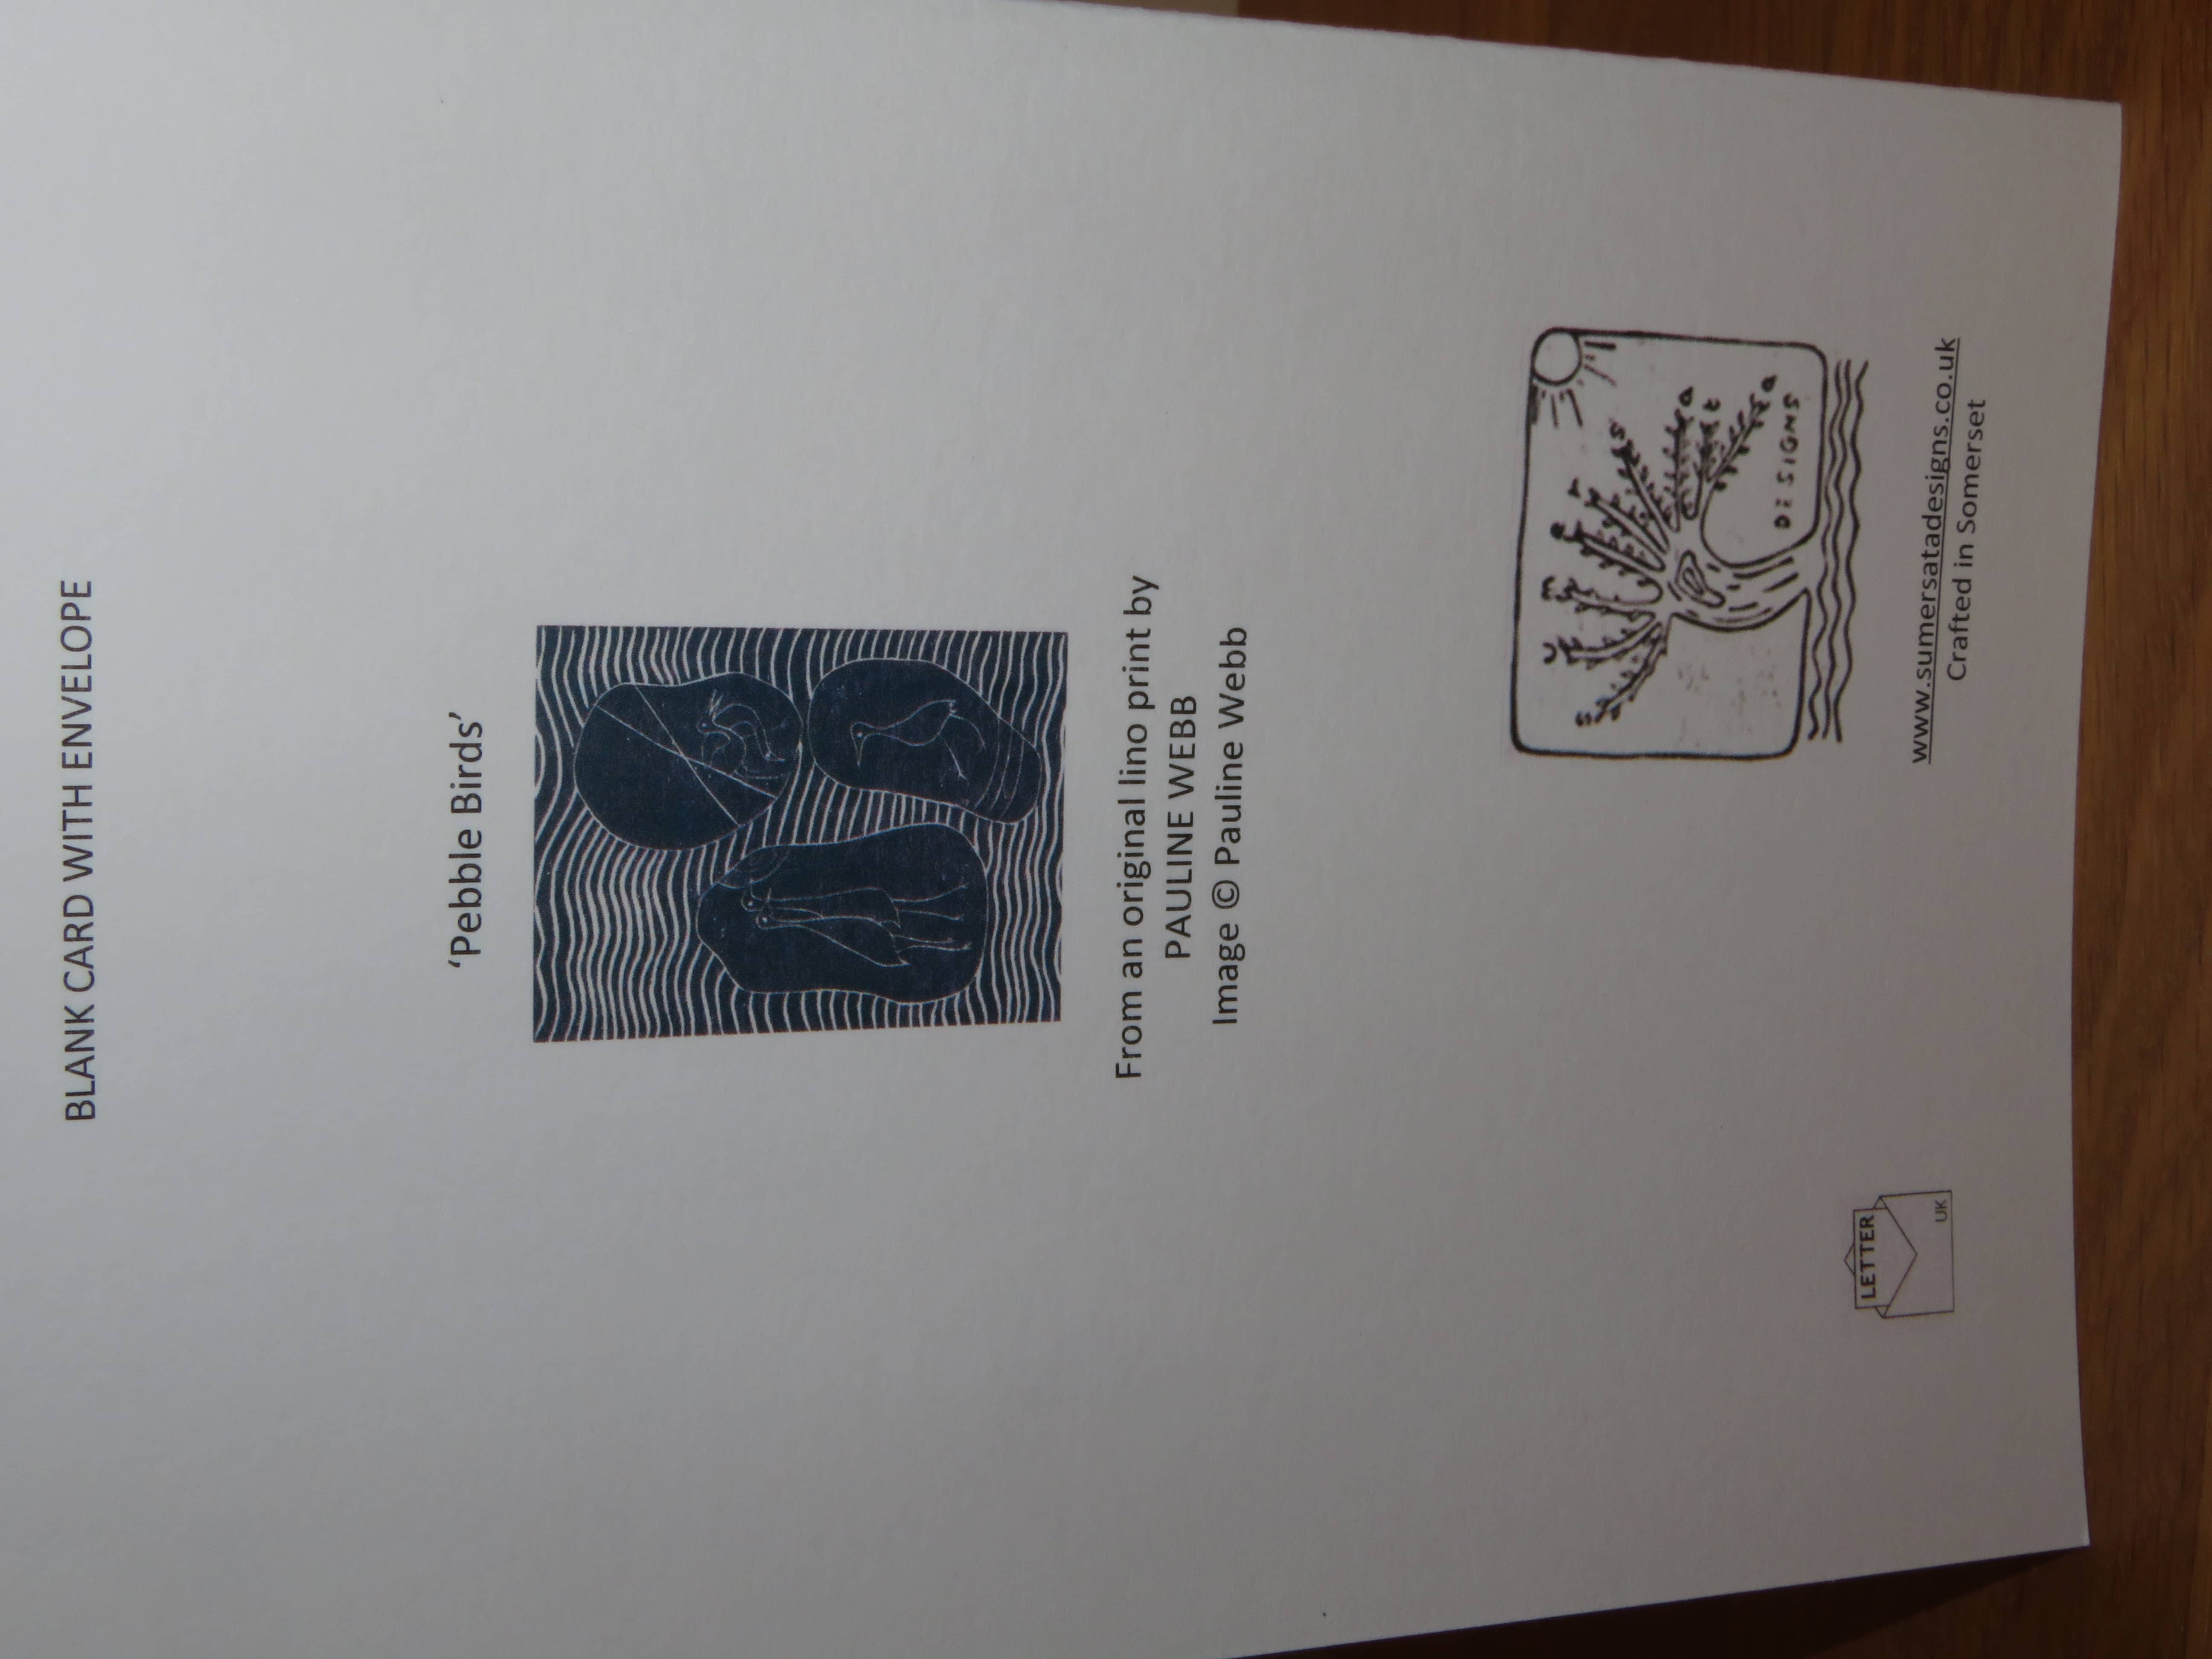 BLANK CARD WITH ENVELOPE
‘Pebble Birds’
From an original lino print by
PAULINE WEBB
Image © Pauline Webb
sumersata
DESIGNS
LETTER
UK
www.sumersatadesigns.co.uk
Crafted in Somerset